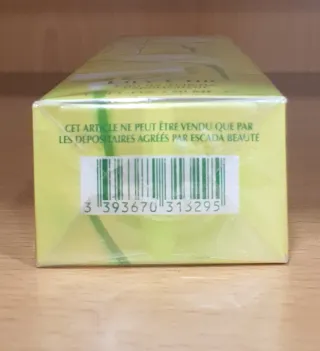 CET ARTICLE NE PEUT ÊTRE VENDU QUE PAR
LES DÉPOSITAIRES AGRÉÉS PAR ESCADA BEAUTÉ
3 393670 313295